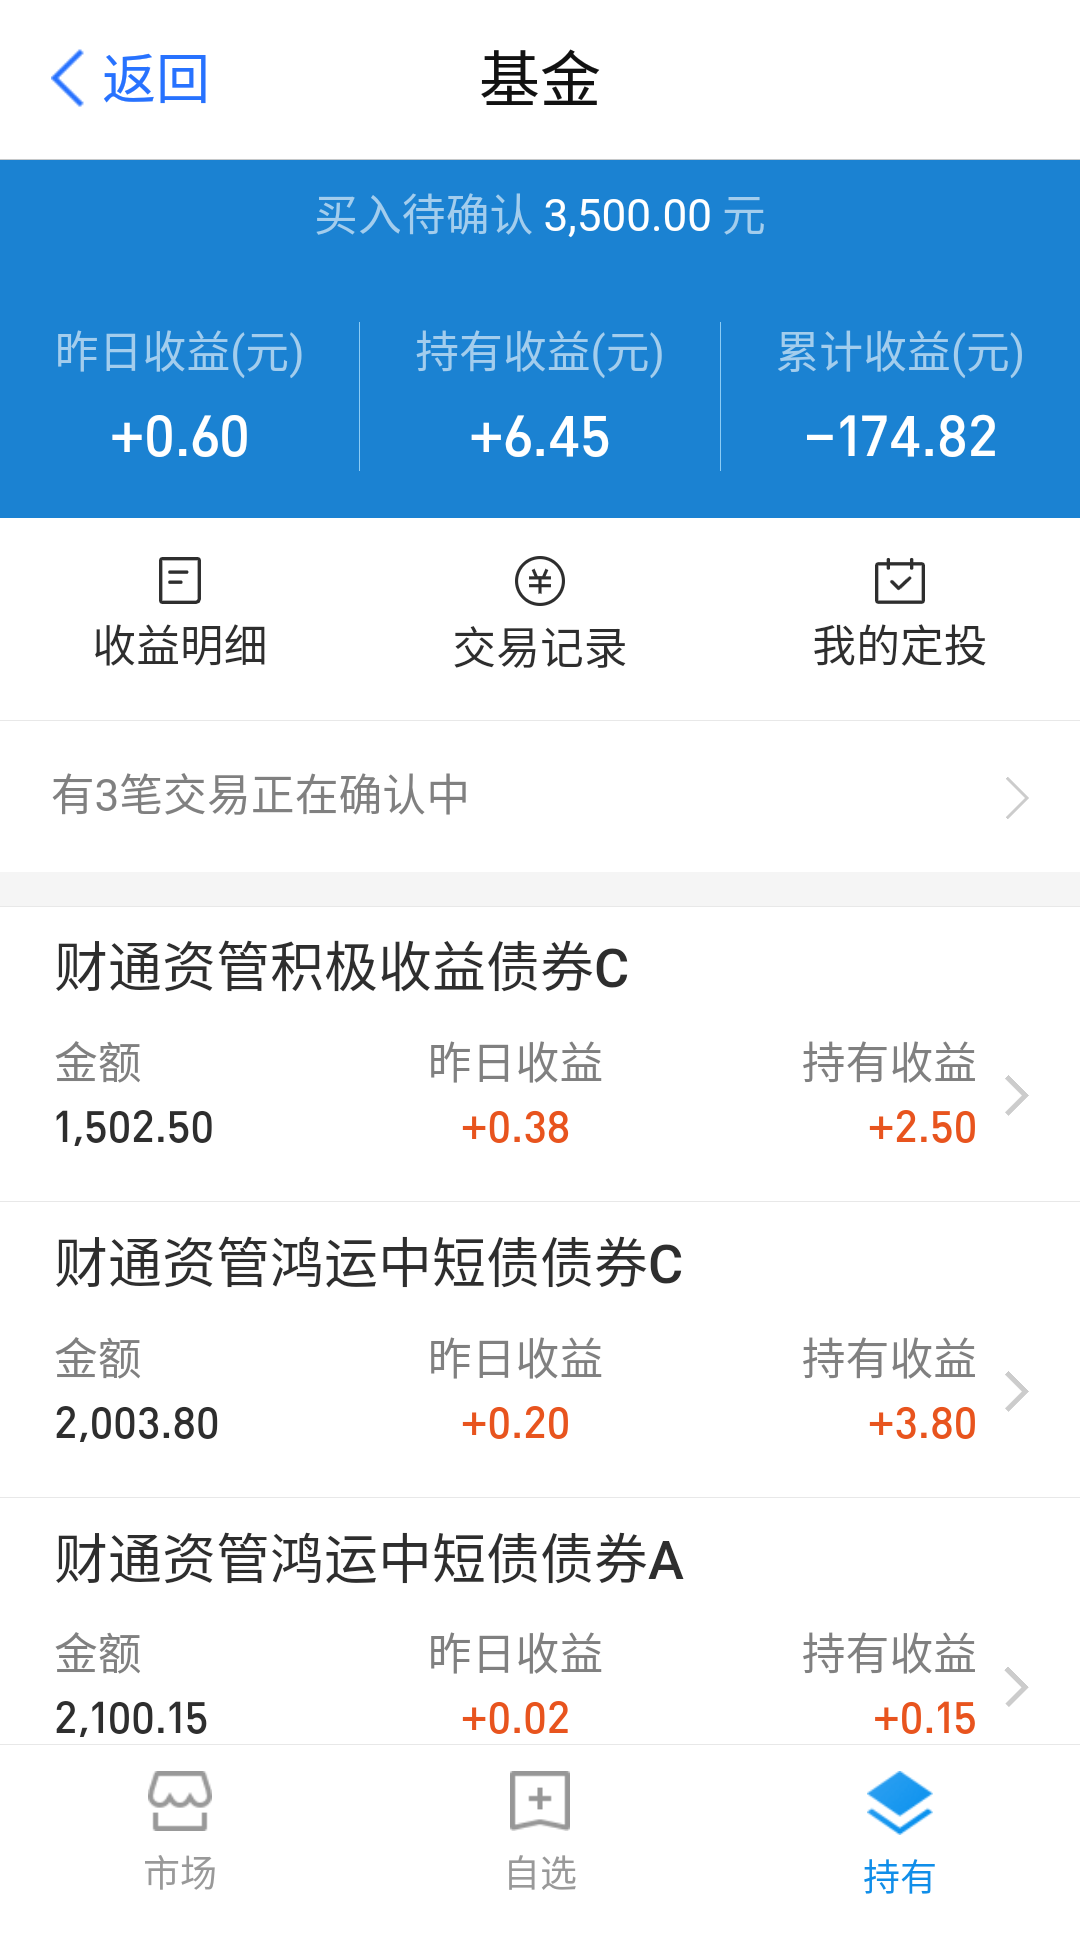 返回
基金
买入待确认 3,500.00 元
昨日收益(元) 持有收益(元) 累计收益(元)
+0.60 +6.45 −174.82
收益明细 交易记录 我的定投
有3笔交易正在确认中
财通资管积极收益债券C
金额 昨日收益 持有收益
1,502.50 +0.38 +2.50
财通资管鸿运中短债债券C
金额 昨日收益 持有收益
2,003.80 +0.20 +3.80
财通资管鸿运中短债债券A
金额 昨日收益 持有收益
2,100.15 +0.02 +0.15
市场 自选 持有